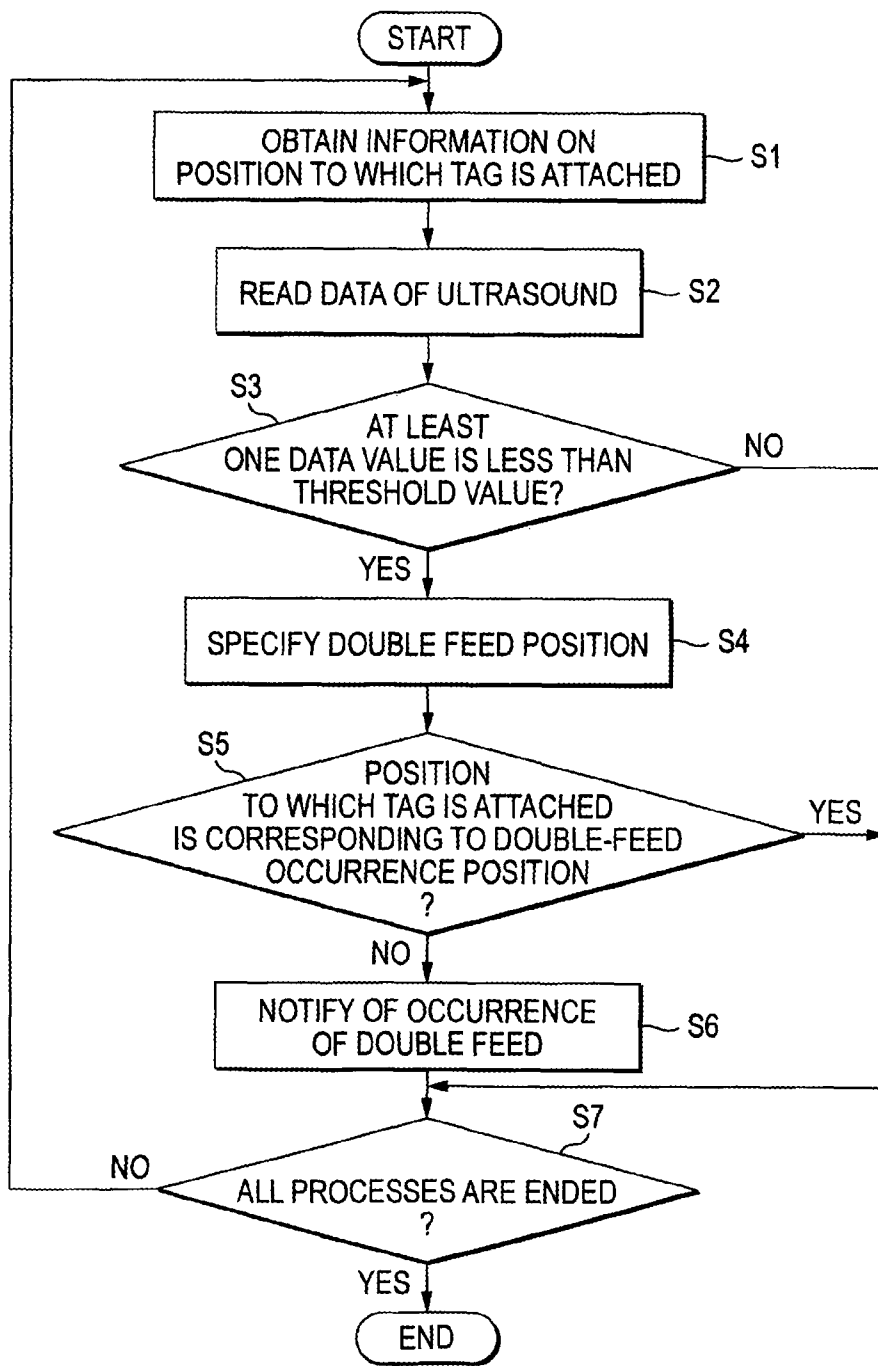 START
OBTAIN INFORMATION ON
POSITION TO WHICH TAG IS ATTACHED
S1
READ DATA OF ULTRASOUND
S2
S3
AT LEAST
ONE DATA VALUE IS LESS THAN
THRESHOLD VALUE?
NO
YES
SPECIFY DOUBLE FEED POSITION
S4
S5
POSITION
TO WHICH TAG IS ATTACHED
IS CORRESPONDING TO DOUBLE-FEED
OCCURRENCE POSITION
?
YES
NO
NOTIFY OF OCCURRENCE
OF DOUBLE FEED
S6
S7
NO
ALL PROCESSES ARE ENDED
?
YES
END